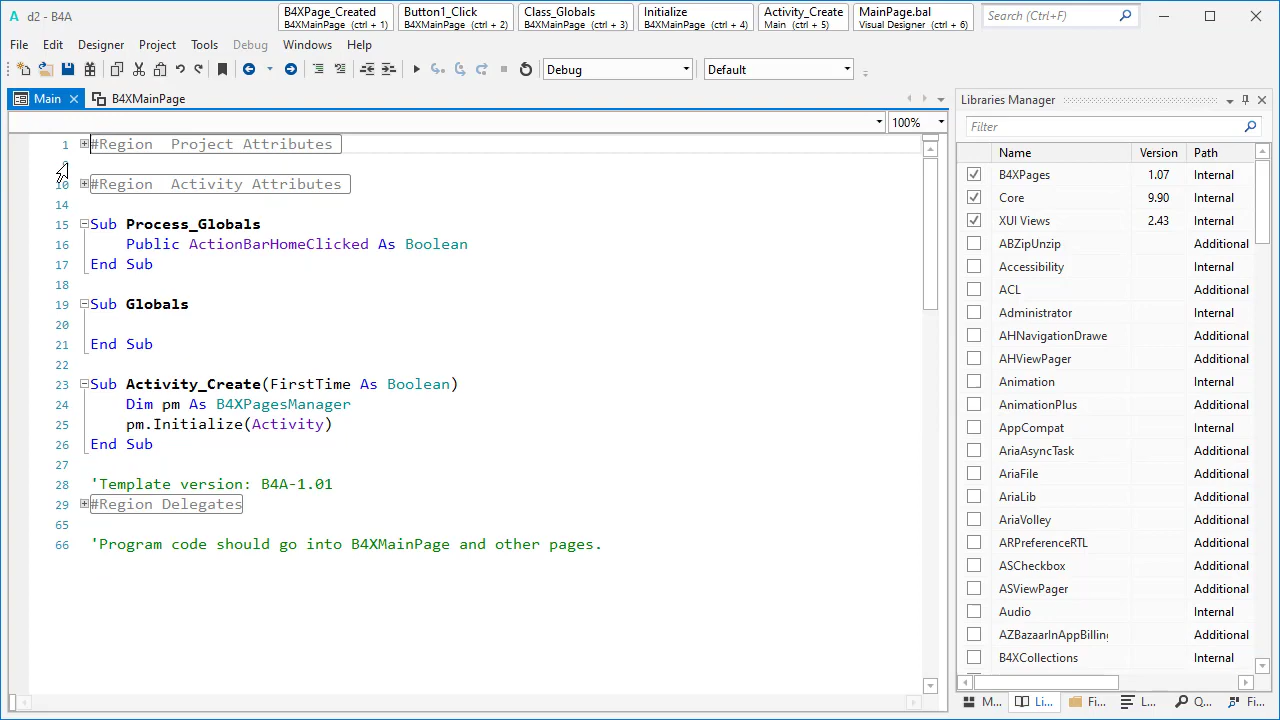 d2 - B4A
B4XPage_Created
B4XMainPage (ctrl + 1)
Button1_Click
B4XMainPage (ctrl + 2)
Class_Globals
B4XMainPage (ctrl + 3)
Initialize
B4XMainPage (ctrl + 4)
Activity_Create
Main (ctrl + 5)
MainPage.bal
Visual Designer (ctrl + 6)
Search (Ctrl+F)
File Edit Designer Project Tools Debug Windows Help
Debug
Default
Main
B4XMainPage
100%
1 #Region  Project Attributes
10 #Region  Activity Attributes
14
15 Sub Process_Globals
16 Public ActionBarHomeClicked As Boolean
17 End Sub
18
19 Sub Globals
20
21 End Sub
22
23 Sub Activity_Create(FirstTime As Boolean)
24 Dim pm As B4XPagesManager
25 pm.Initialize(Activity)
26 End Sub
27
28 'Template version: B4A-1.01
29 #Region Delegates
65
66 'Program code should go into B4XMainPage and other pages.
Libraries Manager
Filter
Name Version Path
B4XPages 1.07 Internal
Core 9.90 Internal
XUI Views 2.43 Internal
ABZipUnzip Additional
Accessibility Internal
ACL Additional
Administrator Internal
AHNavigationDrawe Additional
AHViewPager Additional
Animation Internal
AnimationPlus Additional
AppCompat Internal
AriaAsyncTask Additional
AriaFile Additional
AriaLib Additional
AriaVolley Additional
ARPreferenceRTL Additional
ASCheckbox Additional
ASViewPager Additional
Audio Internal
AZBazaarInAppBilling Additional
B4XCollections Internal
M... Li... Fi... L... Q... Fi...